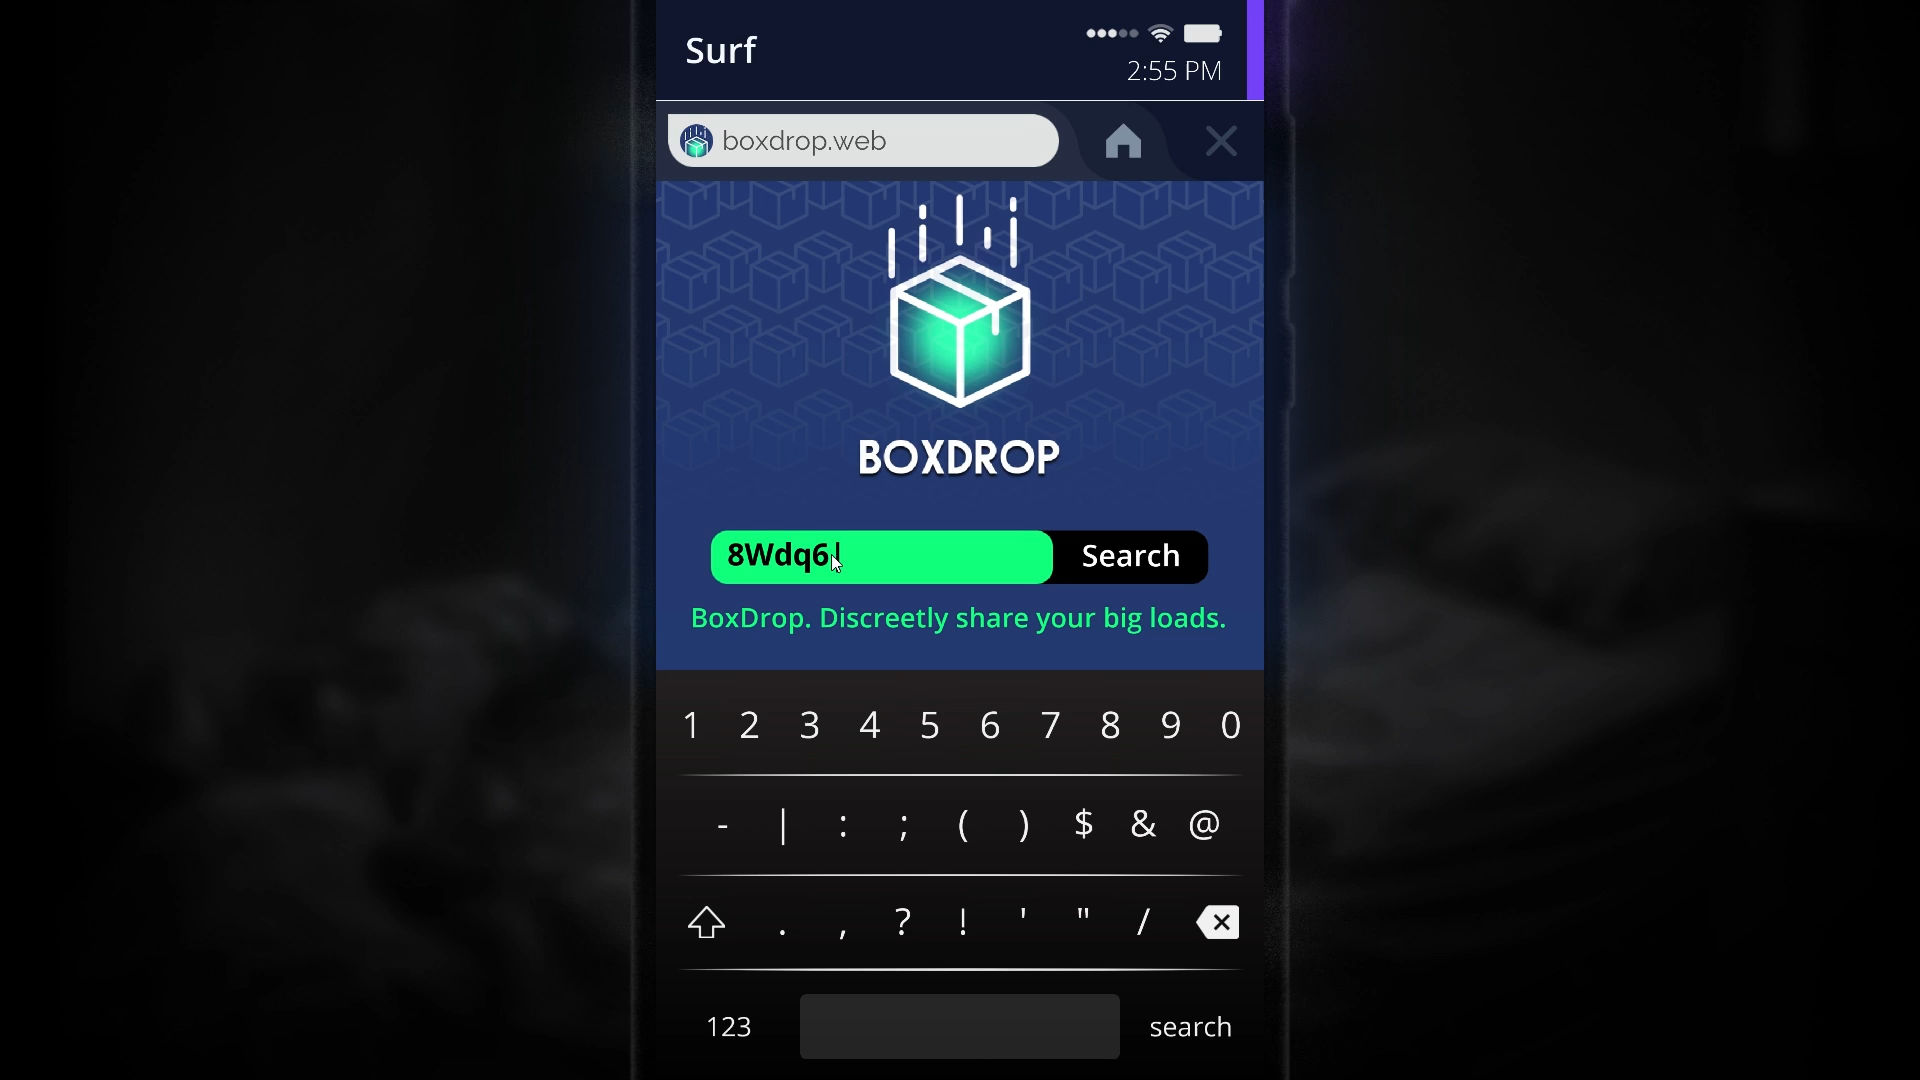 Surf
2:55 PM
boxdrop.web
BOXDROP
8Wdq6
Search
BoxDrop. Discreetly share your big loads.
1 2 3 4 5 6 7 8 9 0
- | : ; ( ) $ & @
. , ? ! ' " /
123
search